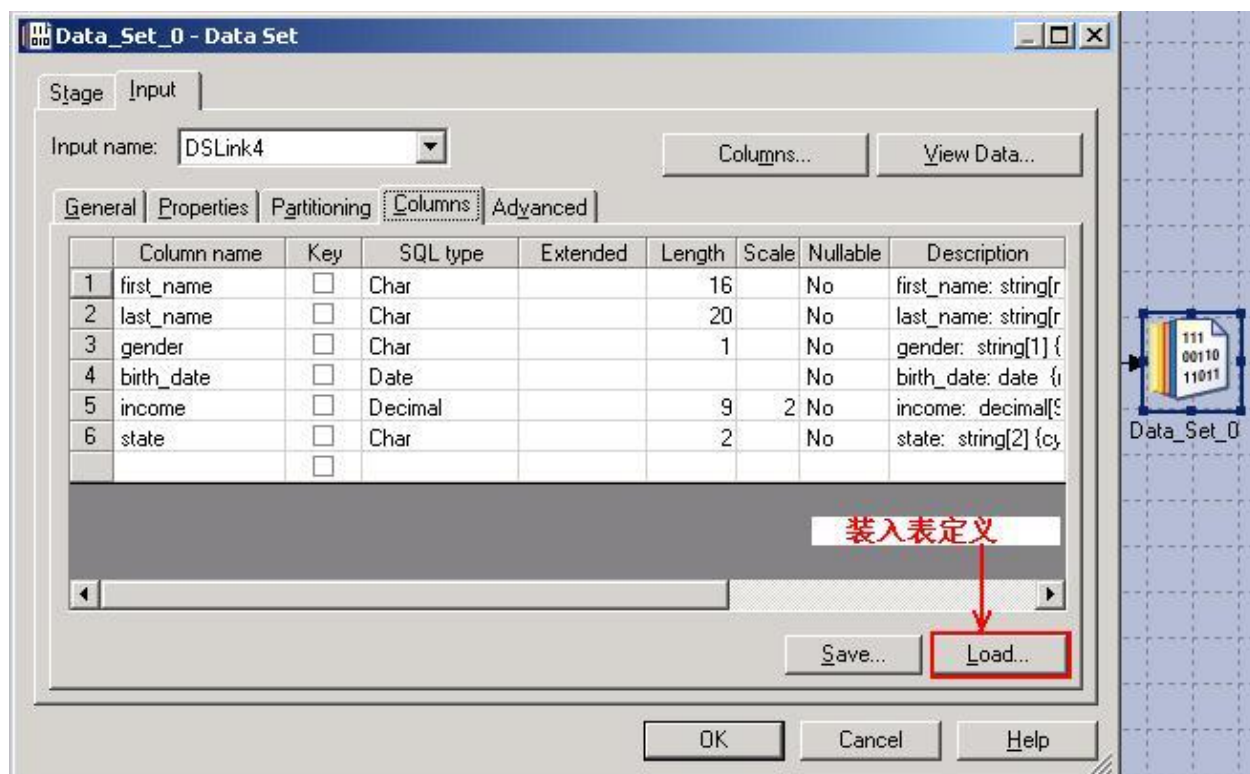 Data_Set_0 - Data Set
Stage Input
Input name: DSLink4 Columns... View Data...
General Properties Partitioning Columns Advanced
Column name Key SQL type Extended Length Scale Nullable Description
1 first_name Char 16 No first_name: string[r
2 last_name Char 20 No last_name: string[r
3 gender Char 1 No gender: string[1] {
4 birth_date Date No birth_date: date {
5 income Decimal 9 2 No income: decimal[9
6 state Char 2 No state: string[2] {cy
装入表定义
Save... Load...
OK Cancel Help
111
00110
11011
Data_Set_0